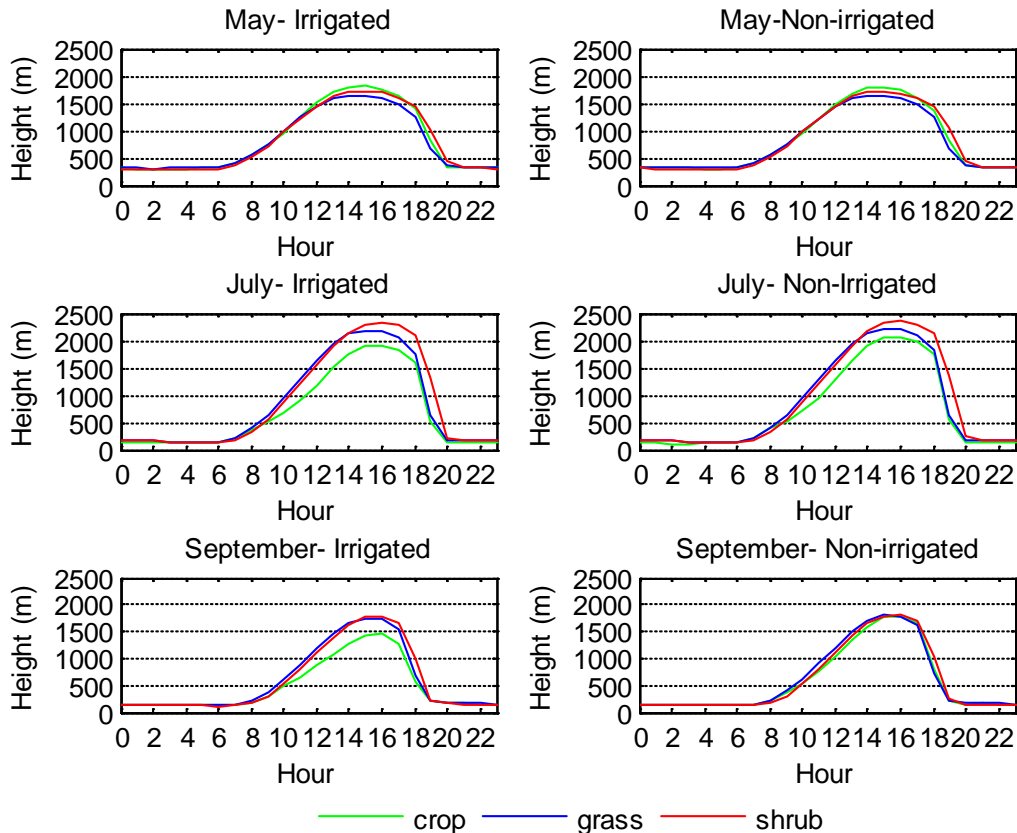 May- Irrigated
May-Non-irrigated
2500
2000
1500
1000
500
0
Height (m)
0 2 4 6 8 10 12 14 16 18 20 22
Hour
2500
2000
1500
1000
500
0
Height (m)
0 2 4 6 8 10 12 14 16 18 20 22
Hour
July- Irrigated
July- Non-Irrigated
2500
2000
1500
1000
500
0
Height (m)
0 2 4 6 8 10 12 14 16 18 20 22
Hour
2500
2000
1500
1000
500
0
Height (m)
0 2 4 6 8 10 12 14 16 18 20 22
Hour
September- Irrigated
September- Non-irrigated
2500
2000
1500
1000
500
0
Height (m)
0 2 4 6 8 10 12 14 16 18 20 22
Hour
2500
2000
1500
1000
500
0
Height (m)
0 2 4 6 8 10 12 14 16 18 20 22
Hour
crop grass shrub